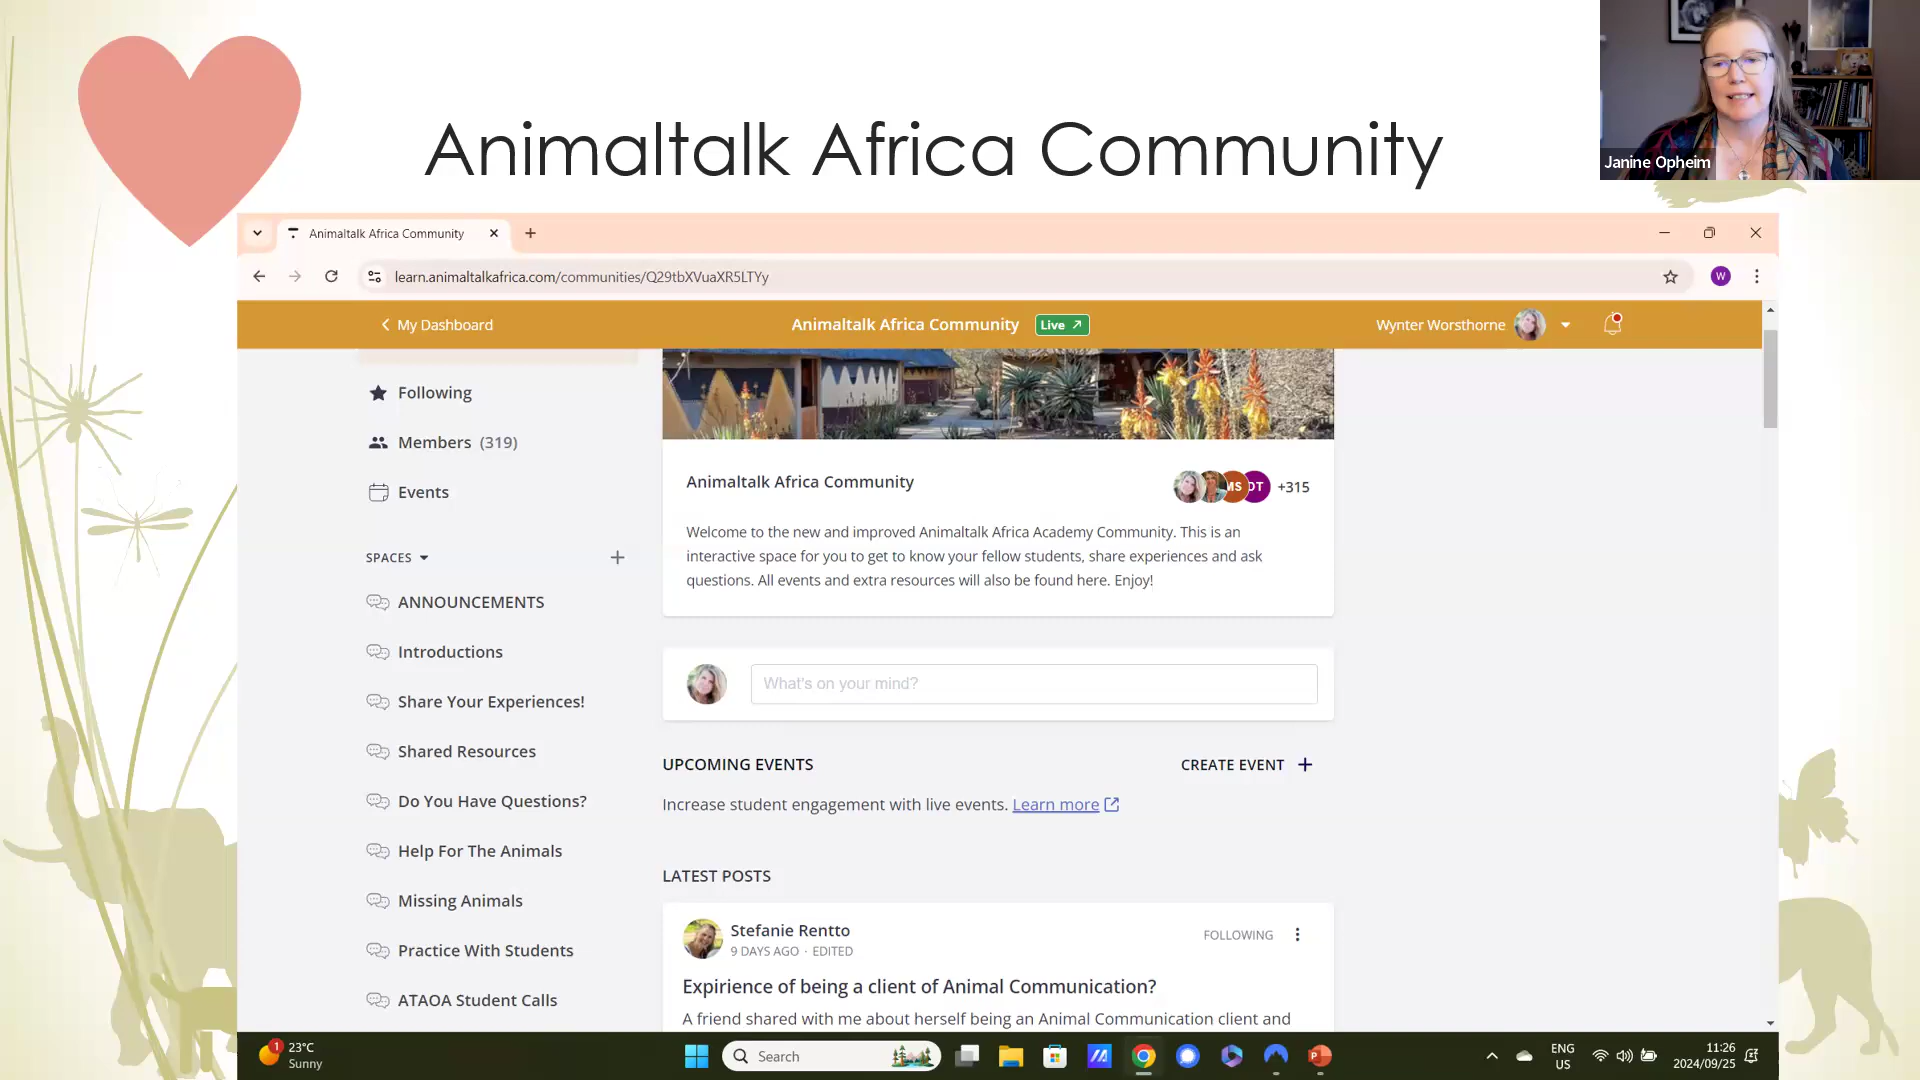 Animaltalk Africa Community
Janine Opheim
Animaltalk Africa Community
learn.animaltalkafrica.com/communities/Q29tbXVuaXR5LTYy
W
My Dashboard
Animaltalk Africa Community
Live
Wynter Worsthorne
Following
Members (319)
Events
SPACES
ANNOUNCEMENTS
Introductions
Share Your Experiences!
Shared Resources
Do You Have Questions?
Help For The Animals
Missing Animals
Practice With Students
ATAOA Student Calls
Animaltalk Africa Community
MS
DT
+315
Welcome to the new and improved Animaltalk Africa Academy Community. This is an
interactive space for you to get to know your fellow students, share experiences and ask
questions. All events and extra resources will also be found here. Enjoy!
What's on your mind?
UPCOMING EVENTS
CREATE EVENT
Increase student engagement with live events. Learn more
LATEST POSTS
Stefanie Rentto
9 DAYS AGO · EDITED
FOLLOWING
Expirience of being a client of Animal Communication?
A friend shared with me about herself being an Animal Communication client and
1
23°C
Sunny
Search
P
ENG
US
11:26
2024/09/25